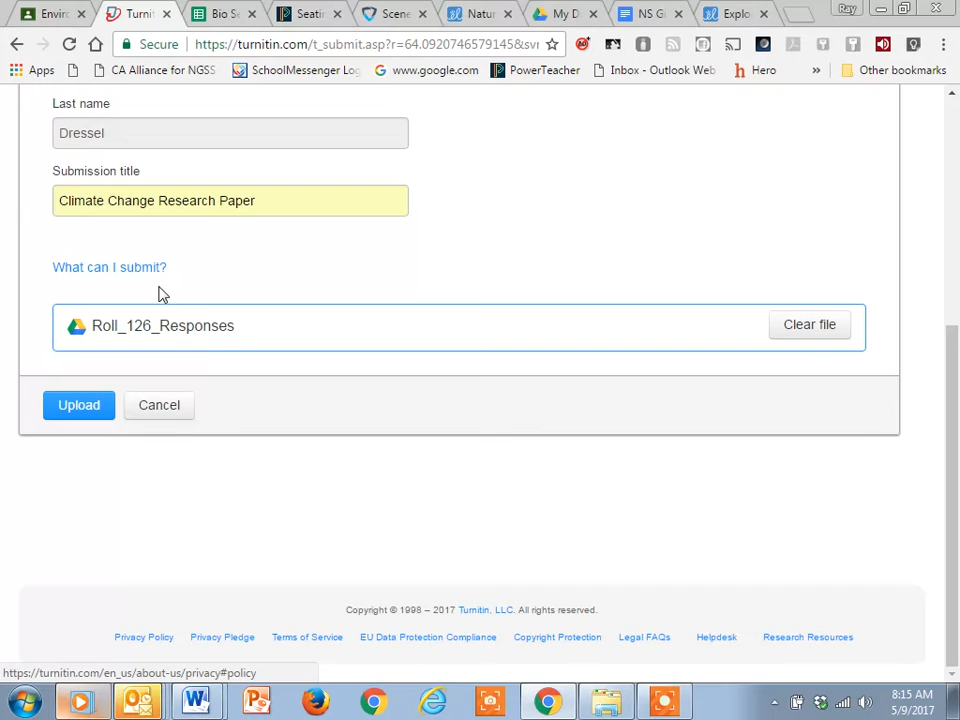 Enviro
Turnit
Bio Se
Seatin
Scene
Natur
My D
NS Gi
Explo
Ray
Secure
https://turnitin.com/t_submit.asp?r=64.0920746579145&svr
Apps
CA Alliance for NGSS
SchoolMessenger Log
www.google.com
PowerTeacher
Inbox - Outlook Web
Hero
»
Other bookmarks
Last name
Dressel
Submission title
Climate Change Research Paper
What can I submit?
Roll_126_Responses
Clear file
Upload
Cancel
Copyright © 1998 – 2017 Turnitin, LLC. All rights reserved.
Privacy Policy
Privacy Pledge
Terms of Service
EU Data Protection Compliance
Copyright Protection
Legal FAQs
Helpdesk
Research Resources
https://turnitin.com/en_us/about-us/privacy#policy
8:15 AM
5/9/2017